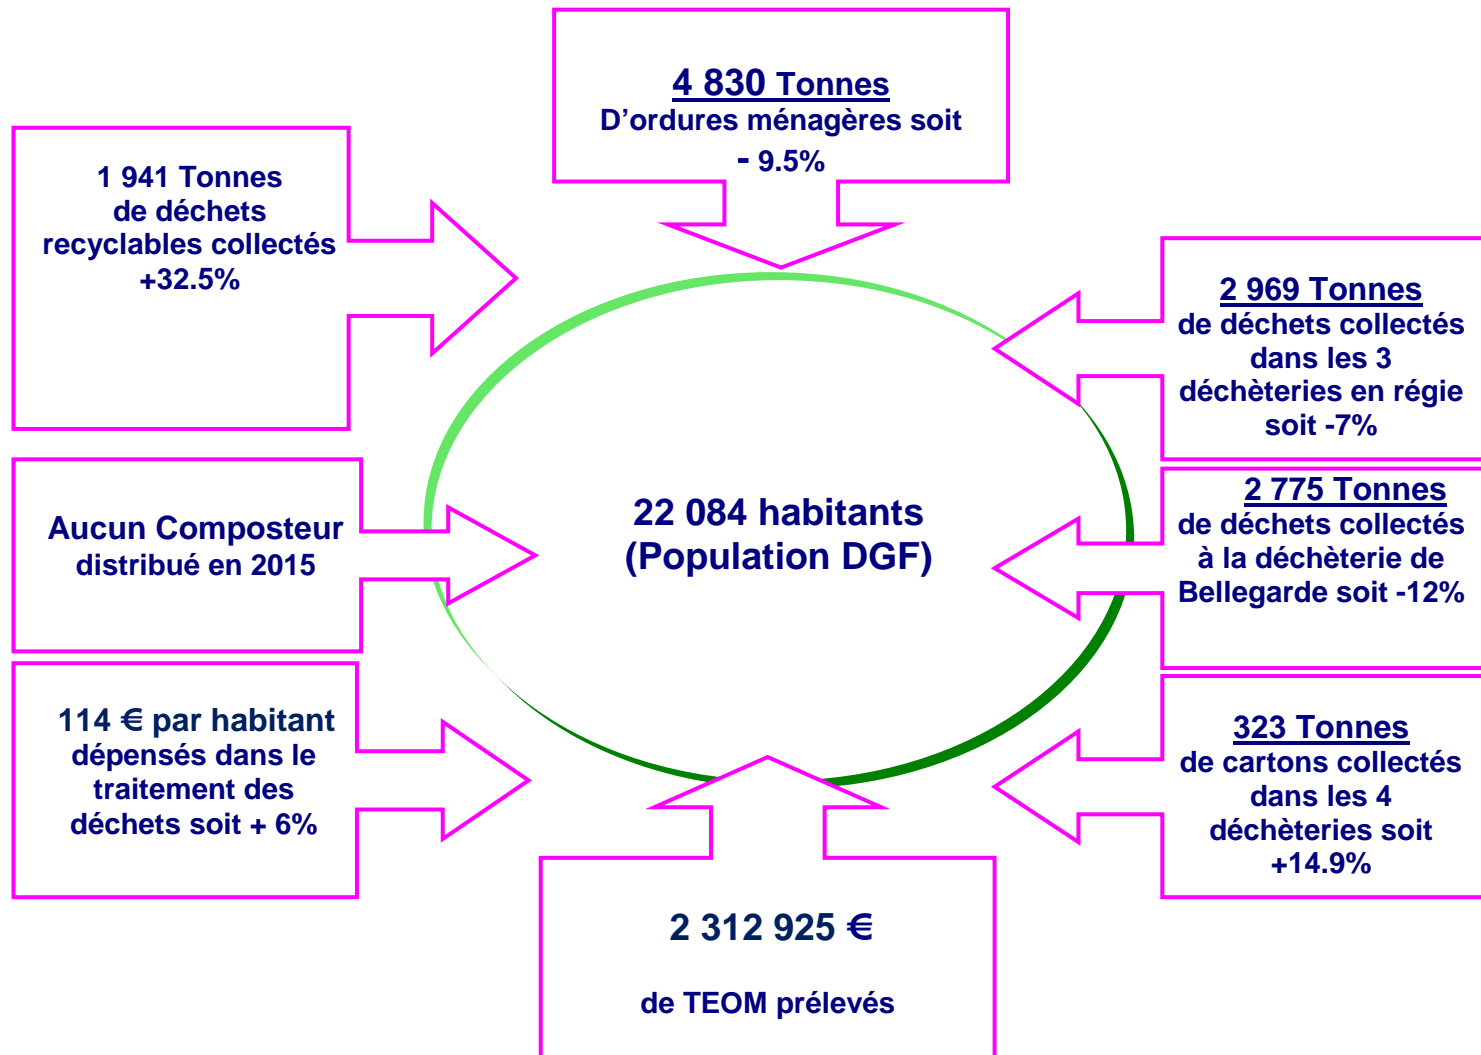 4 830 Tonnes
D’ordures ménagères soit
- 9.5%
1 941 Tonnes
de déchets
recyclables collectés
+32.5%
2 969 Tonnes
de déchets collectés
dans les 3
déchèteries en régie
soit -7%
Aucun Composteur
distribué en 2015
22 084 habitants
(Population DGF)
2 775 Tonnes
de déchets collectés
à la déchèterie de
Bellegarde soit -12%
114 € par habitant
dépensés dans le
traitement des
déchets soit + 6%
323 Tonnes
de cartons collectés
dans les 4
déchèteries soit
+14.9%
2 312 925 €
de TEOM prélevés